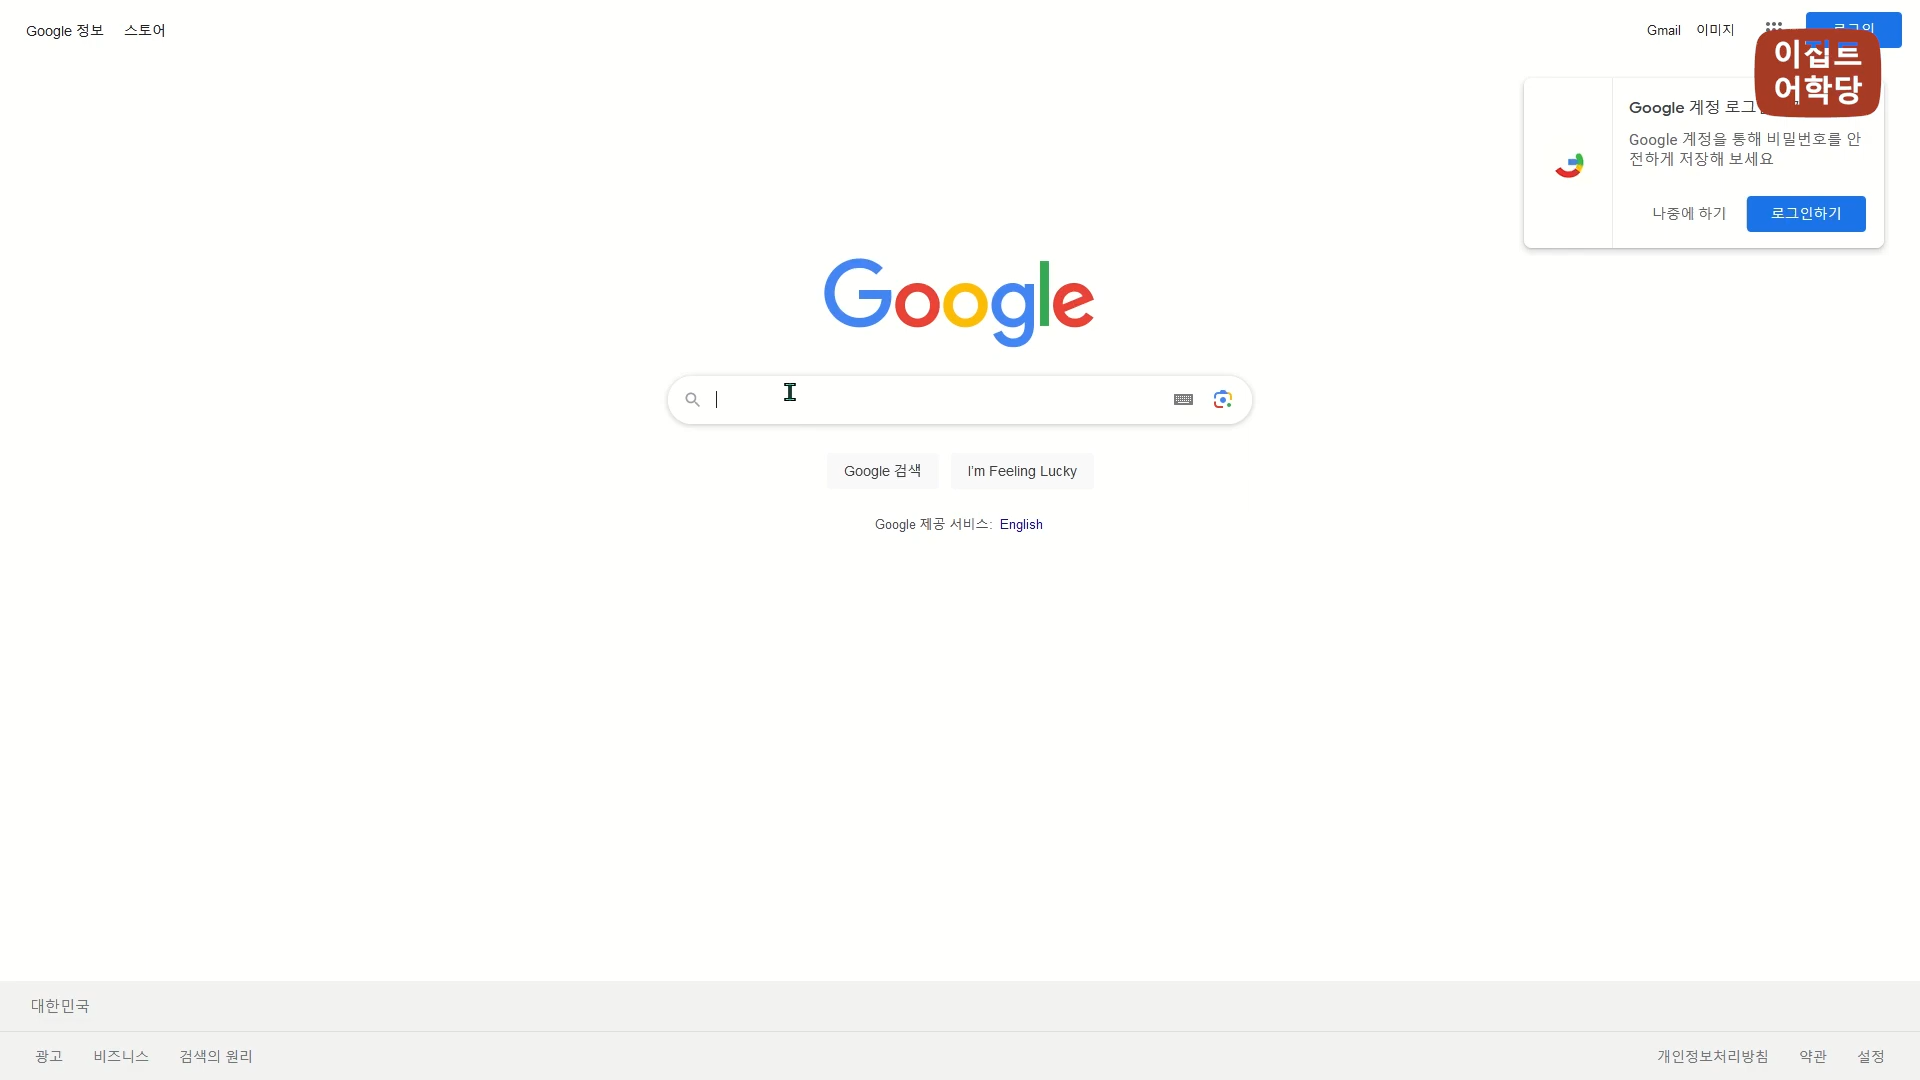 Google 정보 스토어
Gmail 이미지
이집트
어학당
Google 계정 로그
Google 계정을 통해 비밀번호를 안
전하게 저장해 보세요
나중에 하기 로그인하기
Google
Google 검색 I'm Feeling Lucky
Google 제공 서비스: English
대한민국
광고 비즈니스 검색의 원리 개인정보처리방침 약관 설정